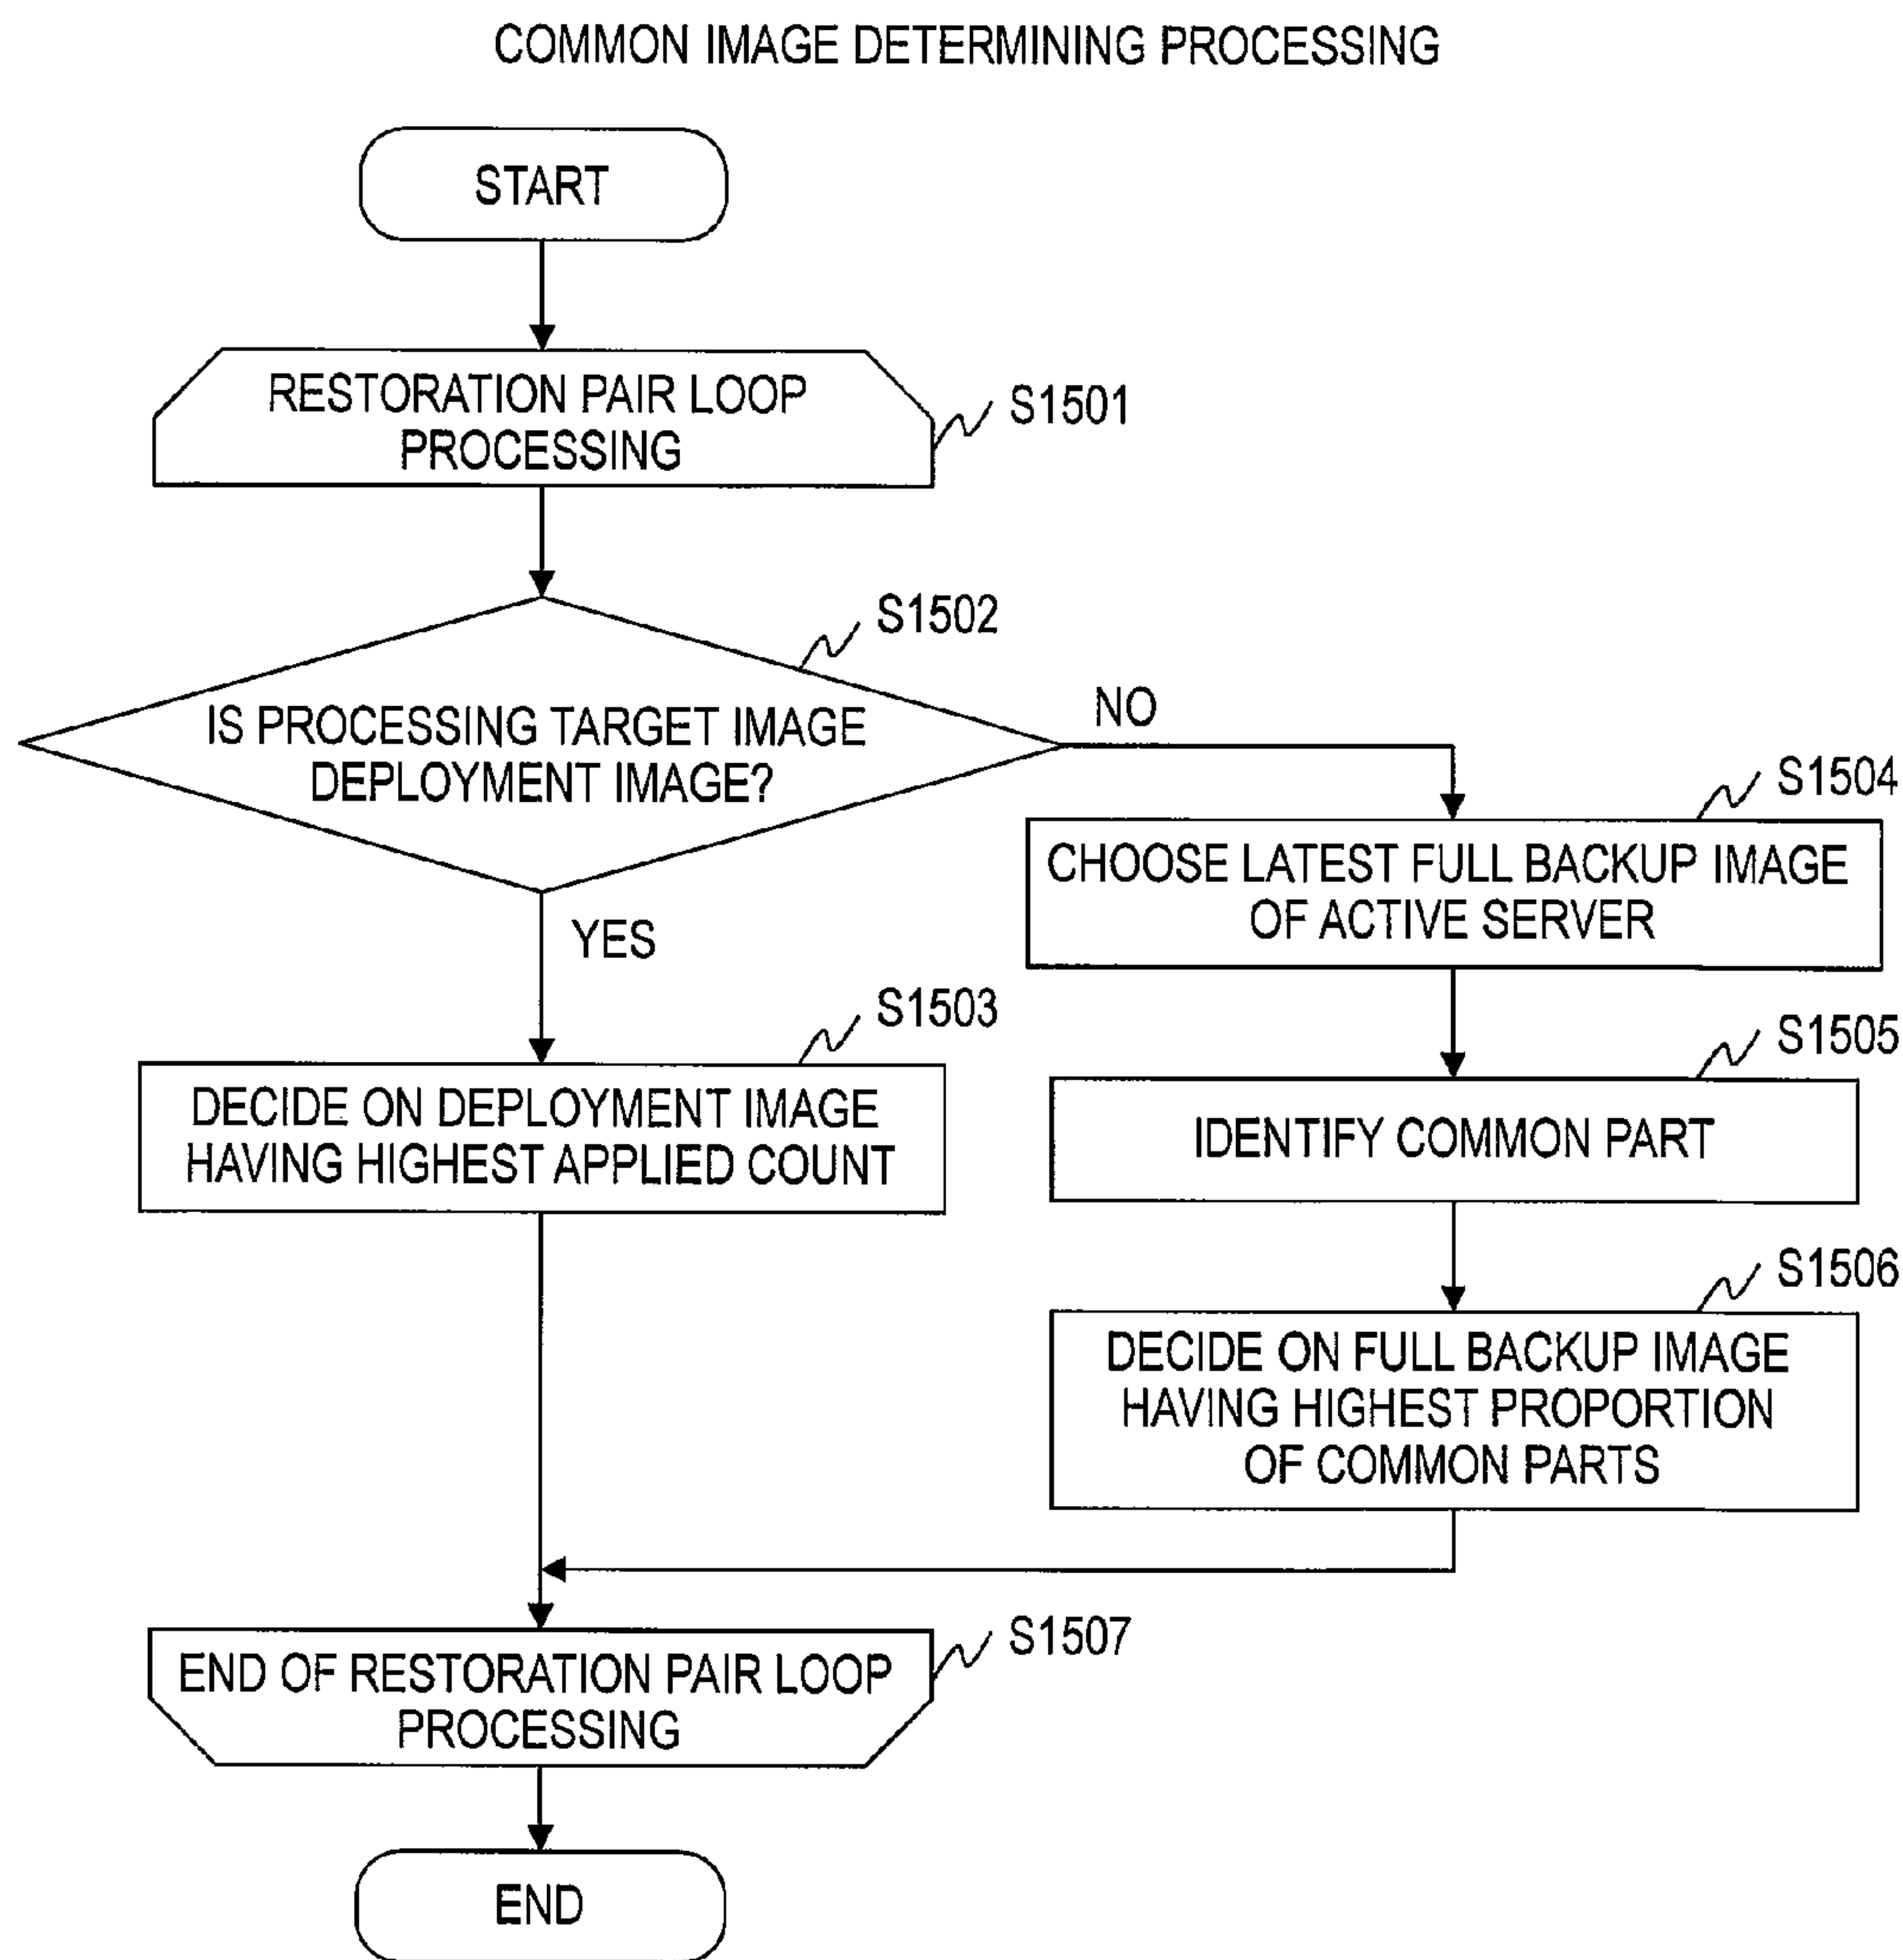 COMMON IMAGE DETERMINING PROCESSING
START
RESTORATION PAIR LOOP
PROCESSING
S1501
S1502
IS PROCESSING TARGET IMAGE
DEPLOYMENT IMAGE?
NO
YES
S1503
DECIDE ON DEPLOYMENT IMAGE
HAVING HIGHEST APPLIED COUNT
S1504
CHOOSE LATEST FULL BACKUP IMAGE
OF ACTIVE SERVER
S1505
IDENTIFY COMMON PART
S1506
DECIDE ON FULL BACKUP IMAGE
HAVING HIGHEST PROPORTION
OF COMMON PARTS
S1507
END OF RESTORATION PAIR LOOP
PROCESSING
END